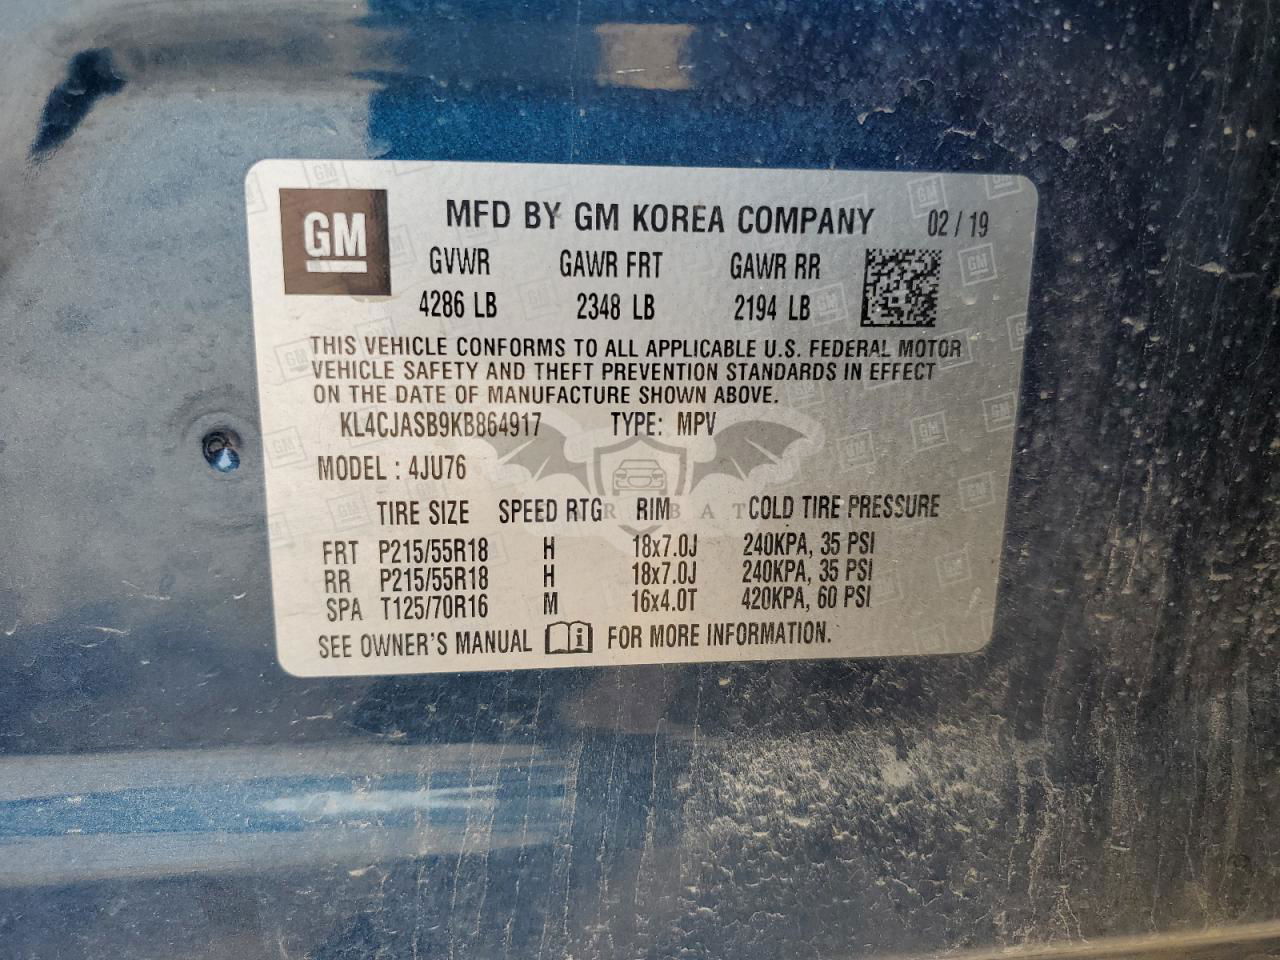 GM
MFD BY GM KOREA COMPANY 02 / 19
GVWR GAWR FRT GAWR RR
4286 LB 2348 LB 2194 LB
THIS VEHICLE CONFORMS TO ALL APPLICABLE U.S. FEDERAL MOTOR
VEHICLE SAFETY AND THEFT PREVENTION STANDARDS IN EFFECT
ON THE DATE OF MANUFACTURE SHOWN ABOVE.
KL4CJASB9KB864917 TYPE: MPV
MODEL : 4JU76
TIRE SIZE SPEED RTG RIM COLD TIRE PRESSURE
FRT P215/55R18 H 18x7.0J 240KPA, 35 PSI
RR P215/55R18 H 18x7.0J 240KPA, 35 PSI
SPA T125/70R16 M 16x4.0T 420KPA, 60 PSI
SEE OWNER'S MANUAL FOR MORE INFORMATION.